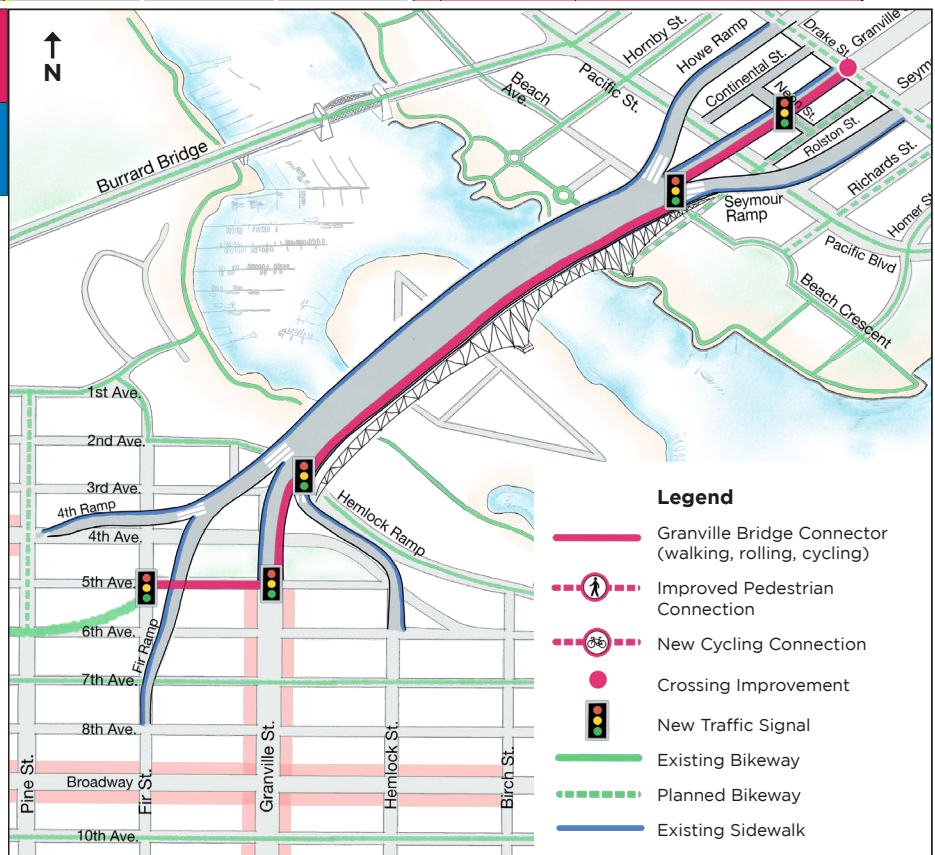 N
Burrard Bridge
Beach
Ave.
Pacific St.
Hornby St.
Howe Ramp
Continental St.
Drake St.
Granville
Neon St.
Rolston St.
Seym
Richards St.
Homer St
Seymour
Ramp
Pacific Blvd
Beach Crescent
1st Ave.
2nd Ave.
3rd Ave.
4th Ramp
4th Ave.
5th Ave.
6th Ave.
Fir Ramp
7th Ave.
8th Ave.
Broadway
10th Ave.
Hemlock Ramp
Pine St.
Fir St.
Granville St.
Hemlock St.
Birch St.
Legend
Granville Bridge Connector
(walking, rolling, cycling)
Improved Pedestrian
Connection
New Cycling Connection
Crossing Improvement
New Traffic Signal
Existing Bikeway
Planned Bikeway
Existing Sidewalk